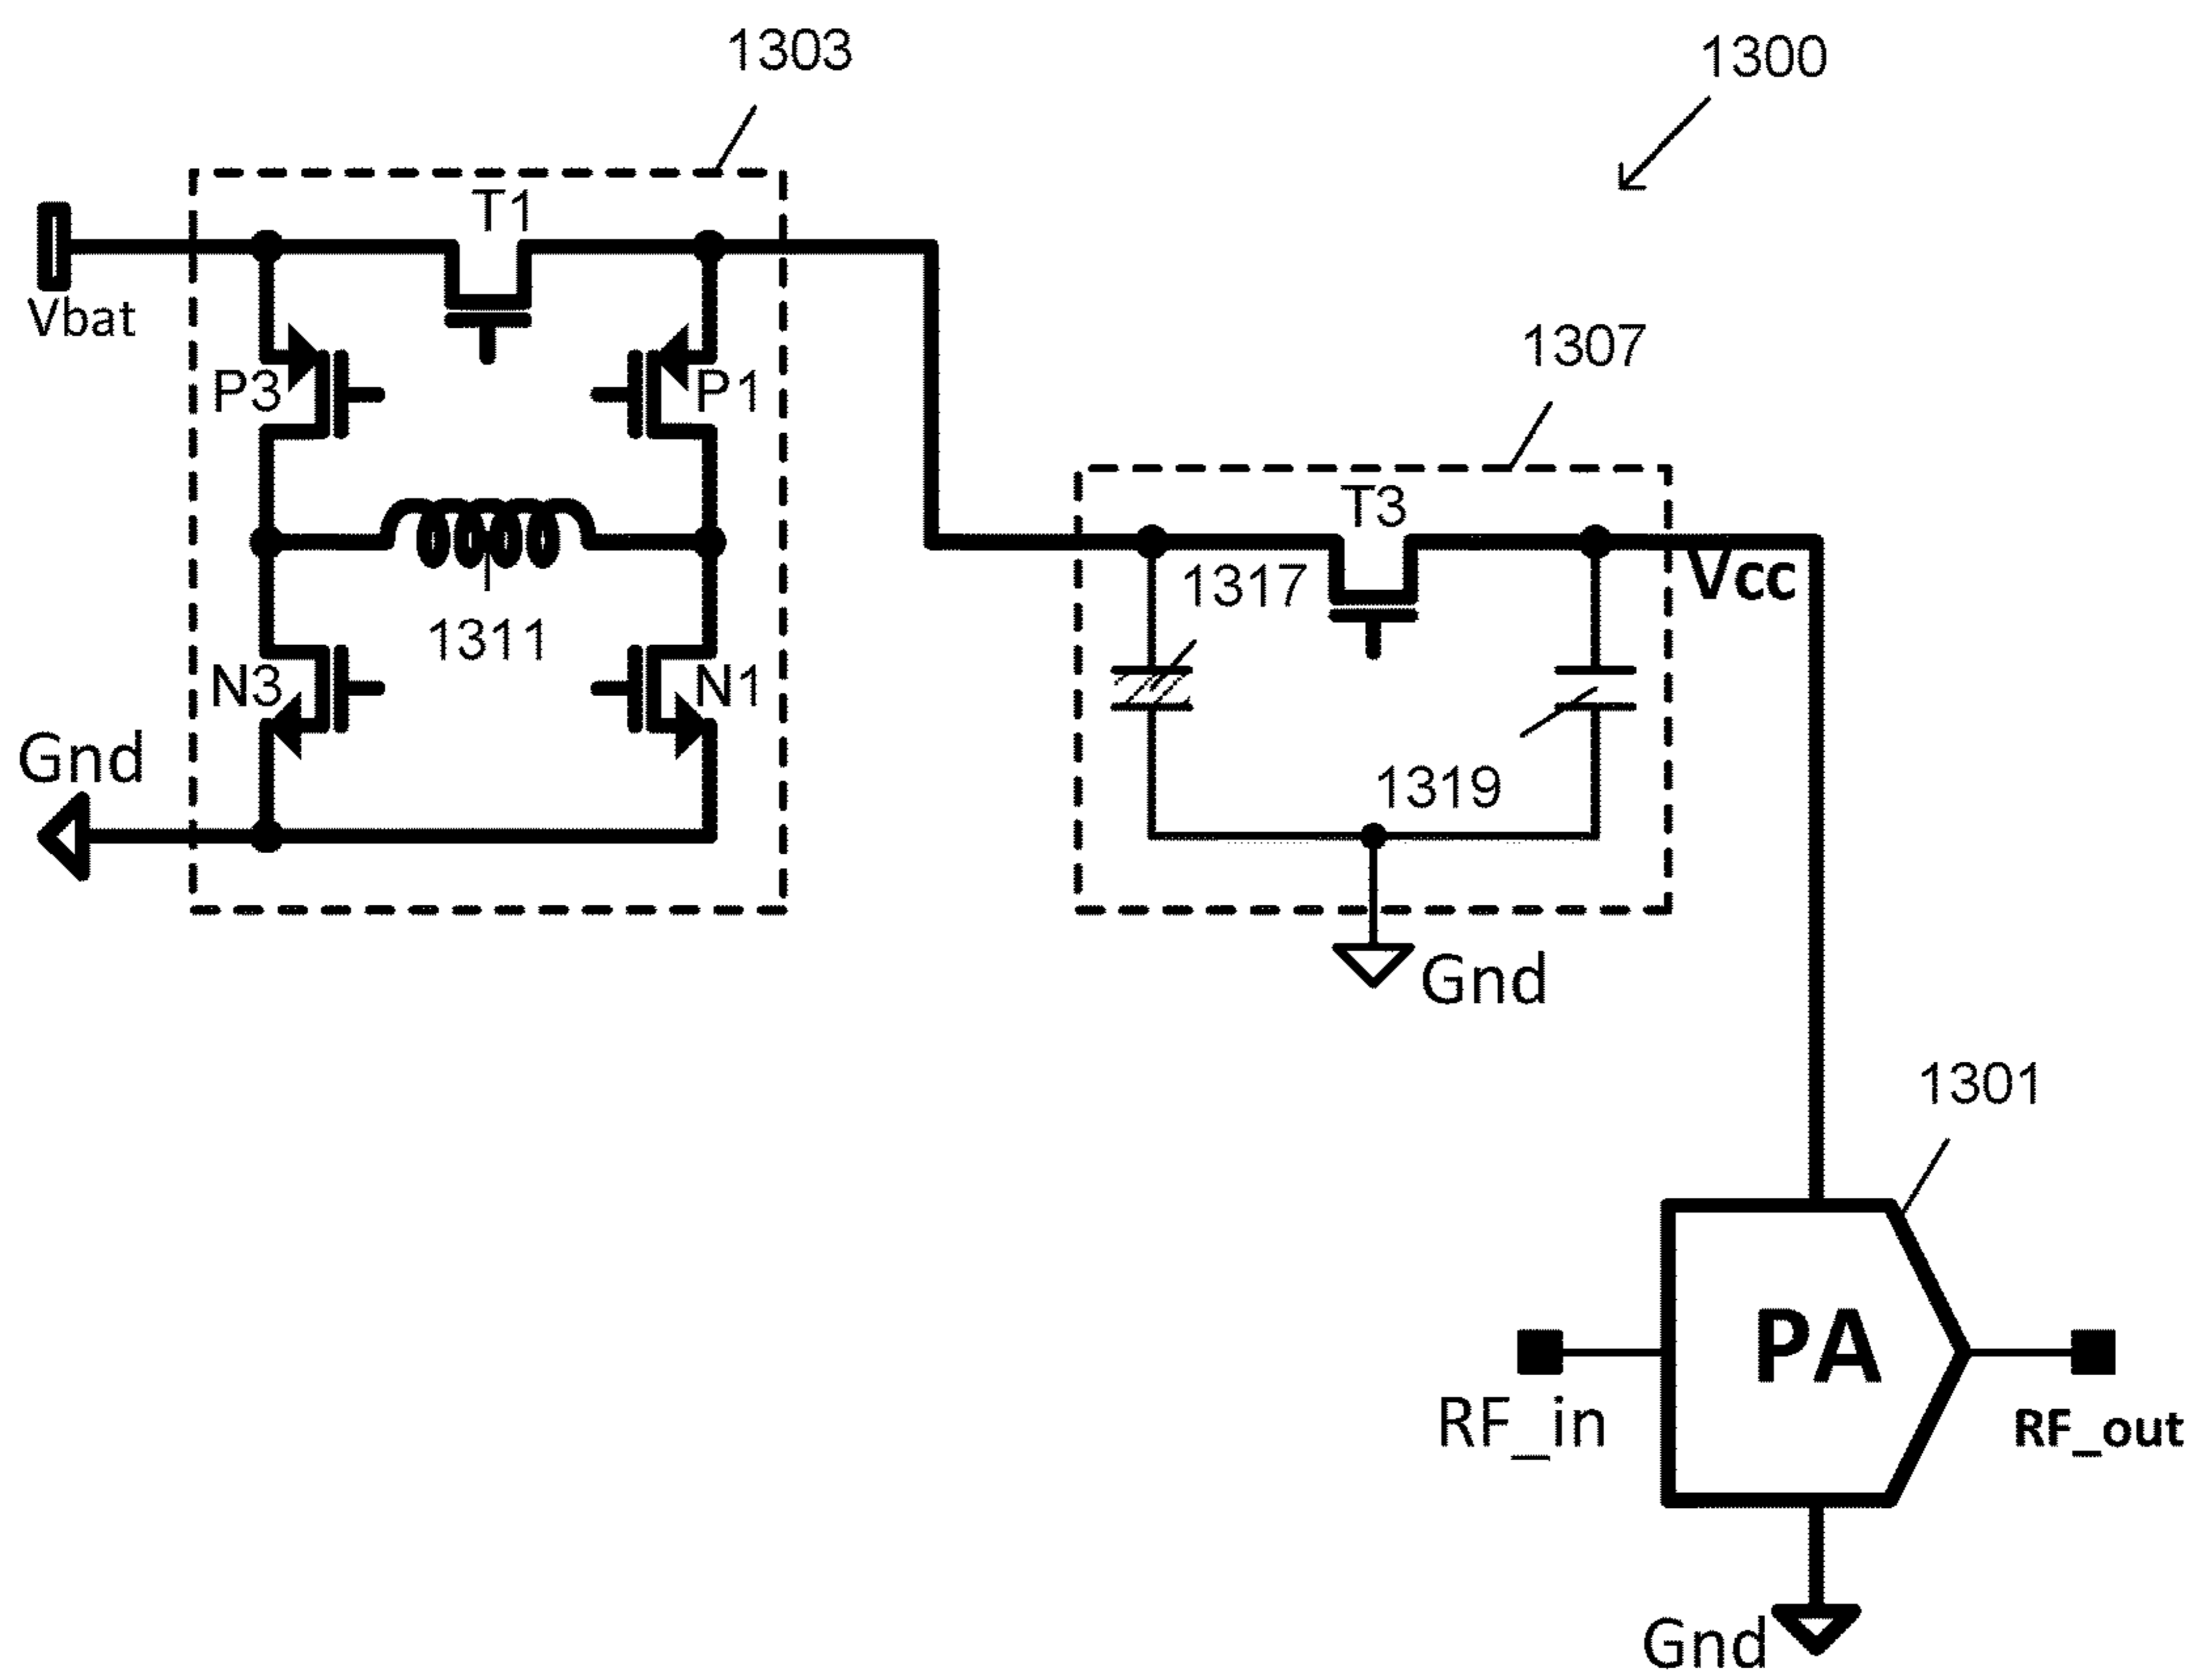 1303
1300
T1
Vbat
1307
P3
P1
T3
1317
Vcc
1311
N3
N1
Gnd
1319
Gnd
1301
PA
RF_in
RF_out
Gnd